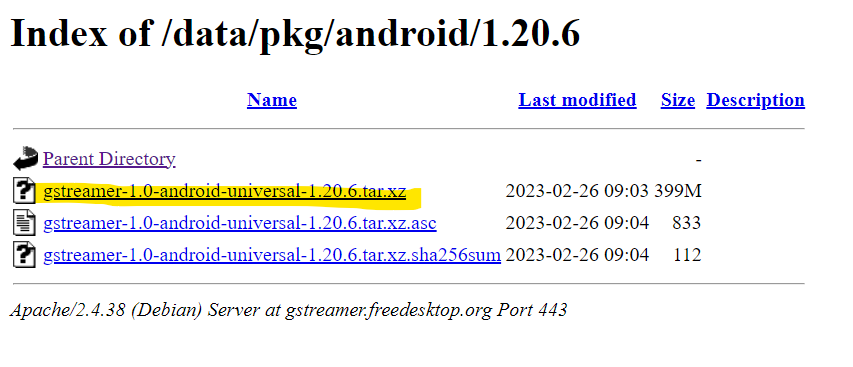 Index of /data/pkg/android/1.20.6
Name Last modified Size Description
Parent Directory -
gstreamer-1.0-android-universal-1.20.6.tar.xz 2023-02-26 09:03 399M
gstreamer-1.0-android-universal-1.20.6.tar.xz.asc 2023-02-26 09:04 833
gstreamer-1.0-android-universal-1.20.6.tar.xz.sha256sum 2023-02-26 09:04 112
Apache/2.4.38 (Debian) Server at gstreamer.freedesktop.org Port 443